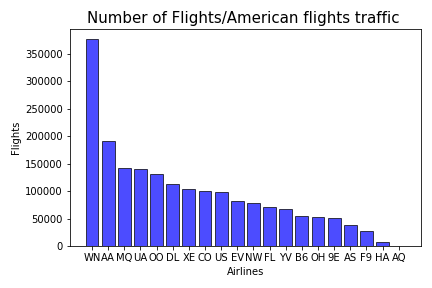 Number of Flights/American flights traffic
350000
300000
250000
200000
150000
100000
50000
0
Flights
WN AA MQ UA OO DL XE CO US EV NW FL YV B6 OH 9E AS F9 HA AQ
Airlines